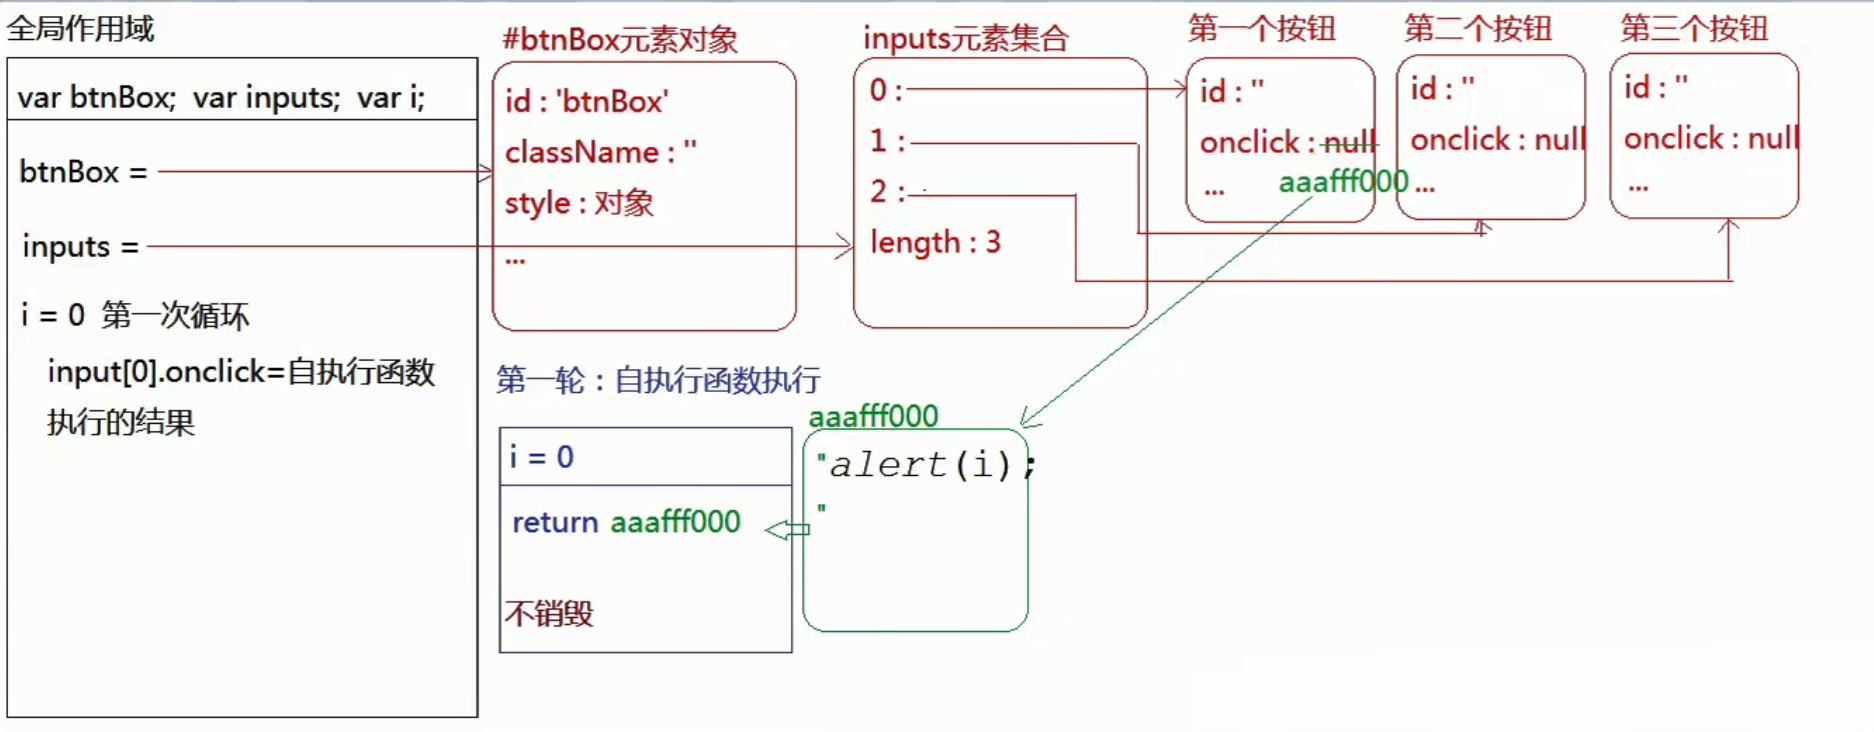 全局作用域
var btnBox;  var inputs;  var i;
btnBox =
inputs =
i = 0  第一次循环
input[0].onclick=自执行函数
执行的结果
#btnBox元素对象
id : 'btnBox'
className : ''
style : 对象
...
inputs元素集合
0 :
1 :
2 :
length : 3
第一个按钮
id : ''
onclick : null
... aaafff000
第二个按钮
id : ''
onclick : null
...
第三个按钮
id : ''
onclick : null
...
第一轮：自执行函数执行
i = 0
return aaafff000
不销毁
aaafff000
"alert(i);
"